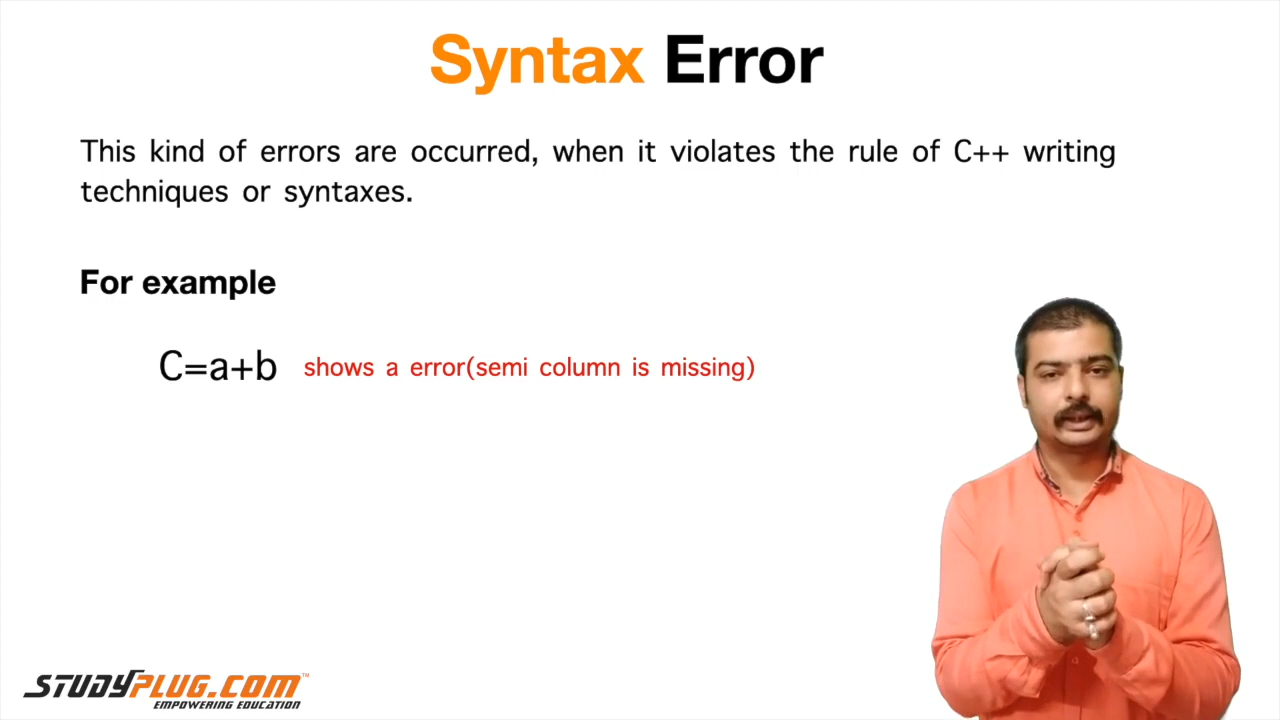 Syntax Error
This kind of errors are occurred, when it violates the rule of C++ writing
techniques or syntaxes.
For example
C=a+b shows a error(semi column is missing)
STUDYPLUG.COM™
EMPOWERING EDUCATION